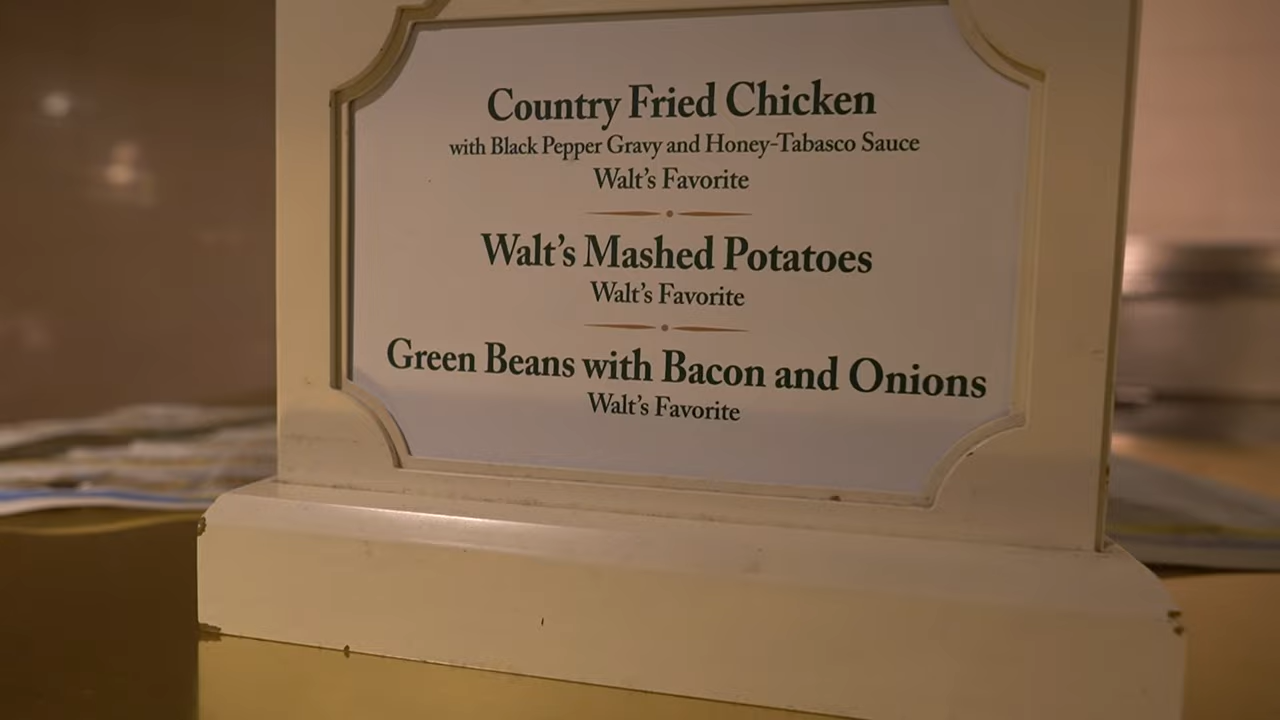 Country Fried Chicken
with Black Pepper Gravy and Honey-Tabasco Sauce
Walt's Favorite
Walt's Mashed Potatoes
Walt's Favorite
Green Beans with Bacon and Onions
Walt's Favorite